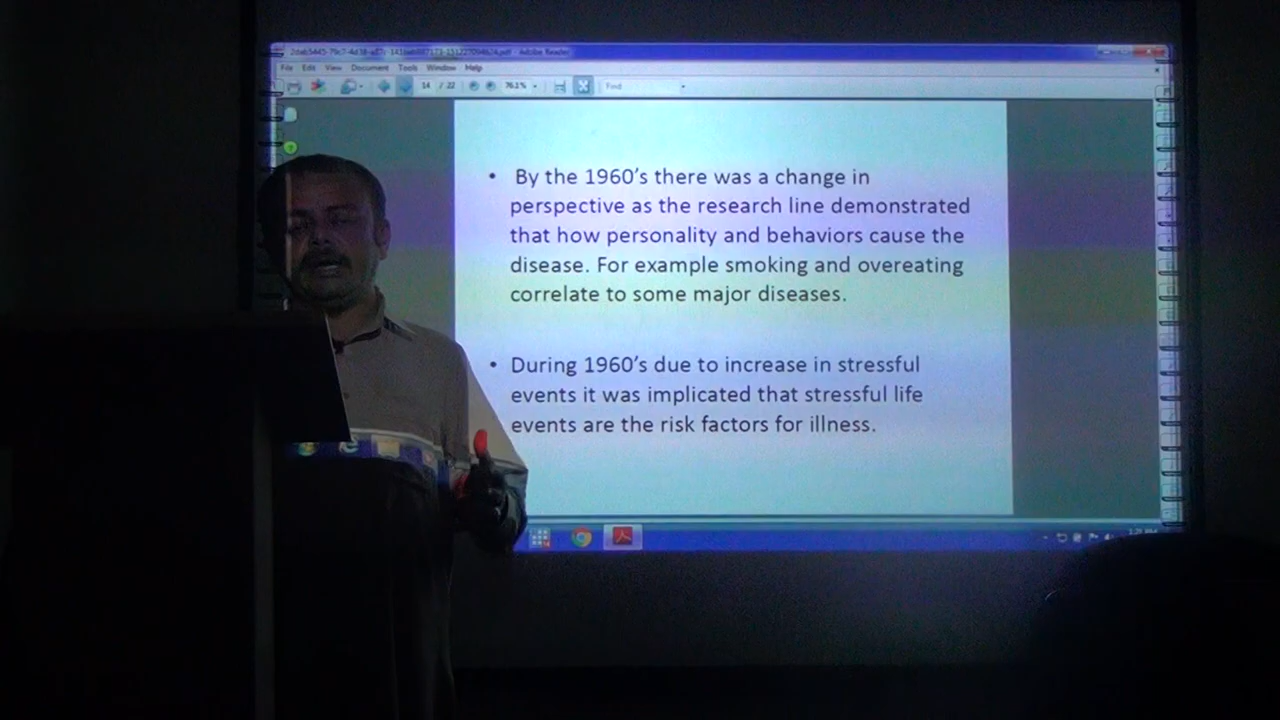 Adobe Reader
File Edit View Document Tools Window Help
14 / 22 76.1% Find
• By the 1960’s there was a change in
perspective as the research line demonstrated
that how personality and behaviors cause the
disease. For example smoking and overeating
correlate to some major diseases.
• During 1960’s due to increase in stressful
events it was implicated that stressful life
events are the risk factors for illness.